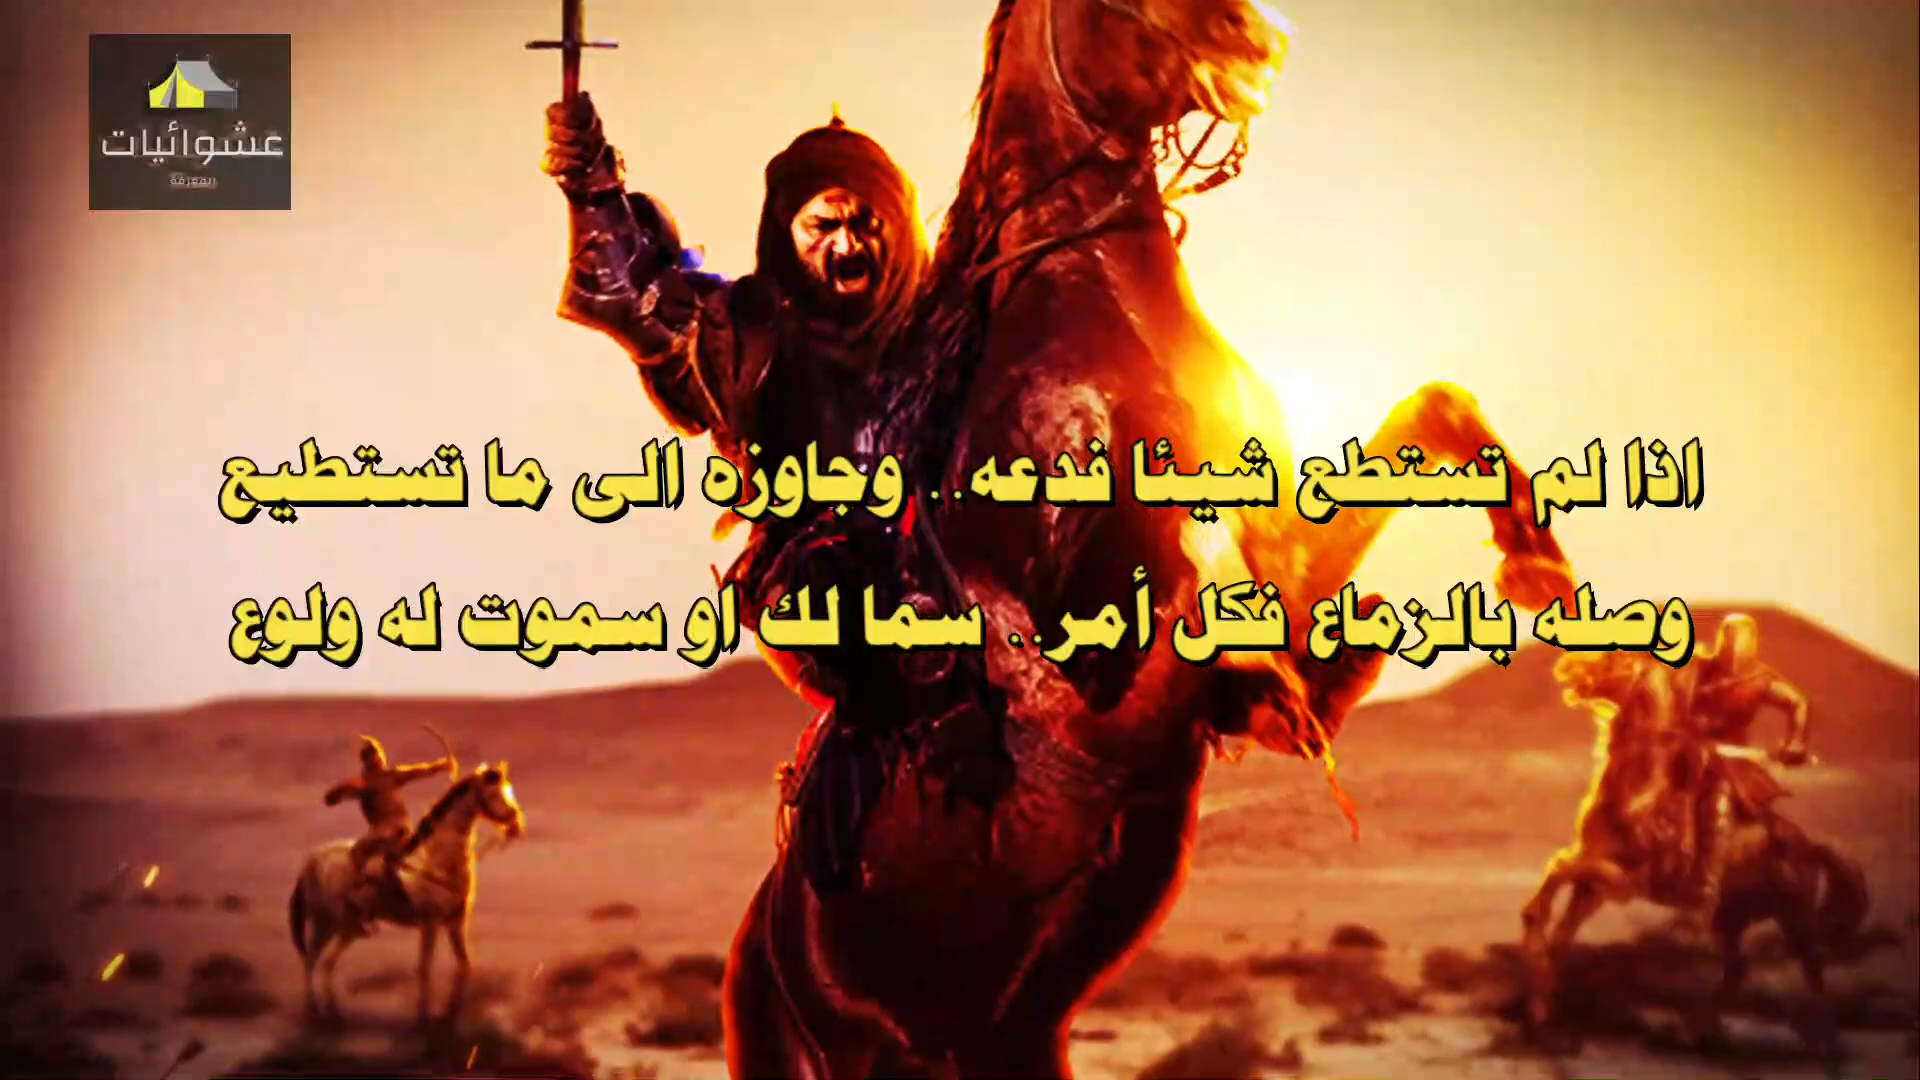 عشوائيات
المعرفة
اذا لم تستطع شيئا فدعه.. وجاوزه الى ما تستطيع
وصله بالزماع فكل أمر.. سما لك او سموت له ولوع